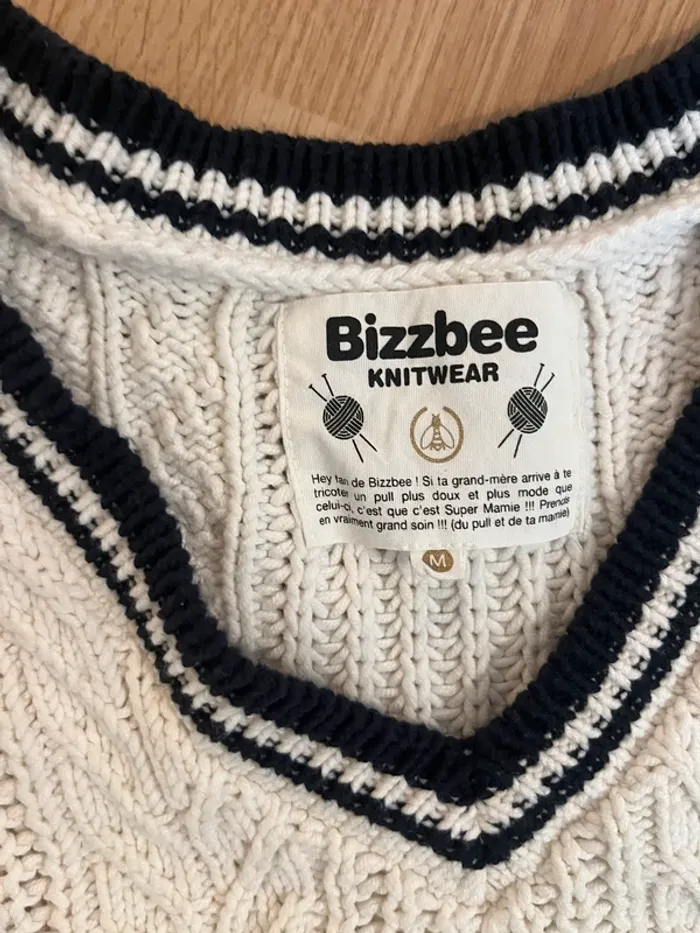 Bizzbee
KNITWEAR
Hey fan de Bizzbee ! Si ta grand-mère arrive à te
tricoter un pull plus doux et plus mode que
celui-ci, c'est que c'est Super Mamie !!! Prends
en vraiment grand soin !!! (du pull et de ta mamie)
M